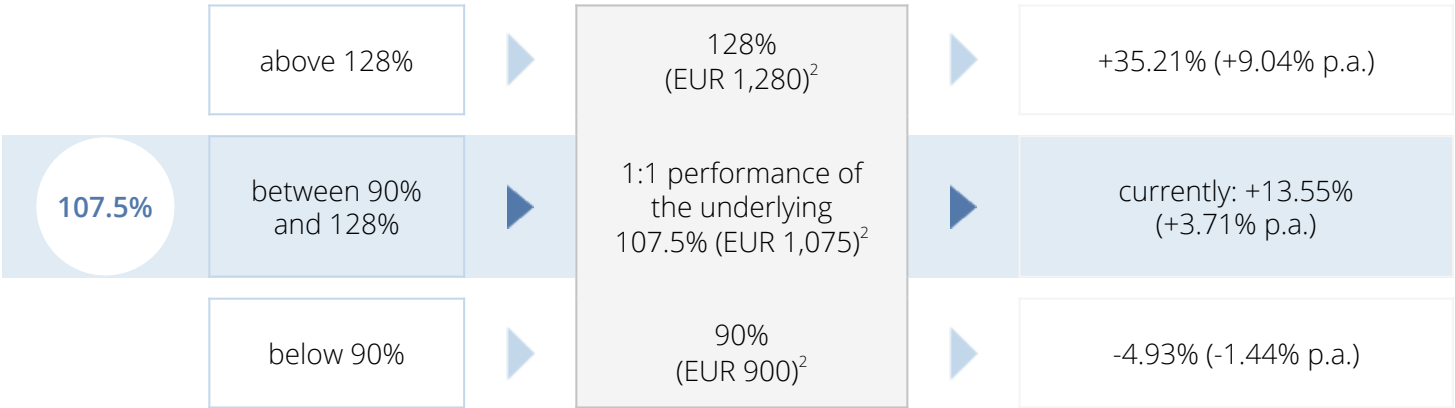 above 128%
128%
(EUR 1,280)²
+35.21% (+9.04% p.a.)
107.5%
between 90%
and 128%
1:1 performance of
the underlying
107.5% (EUR 1,075)²
currently: +13.55%
(+3.71% p.a.)
below 90%
90%
(EUR 900)²
-4.93% (-1.44% p.a.)